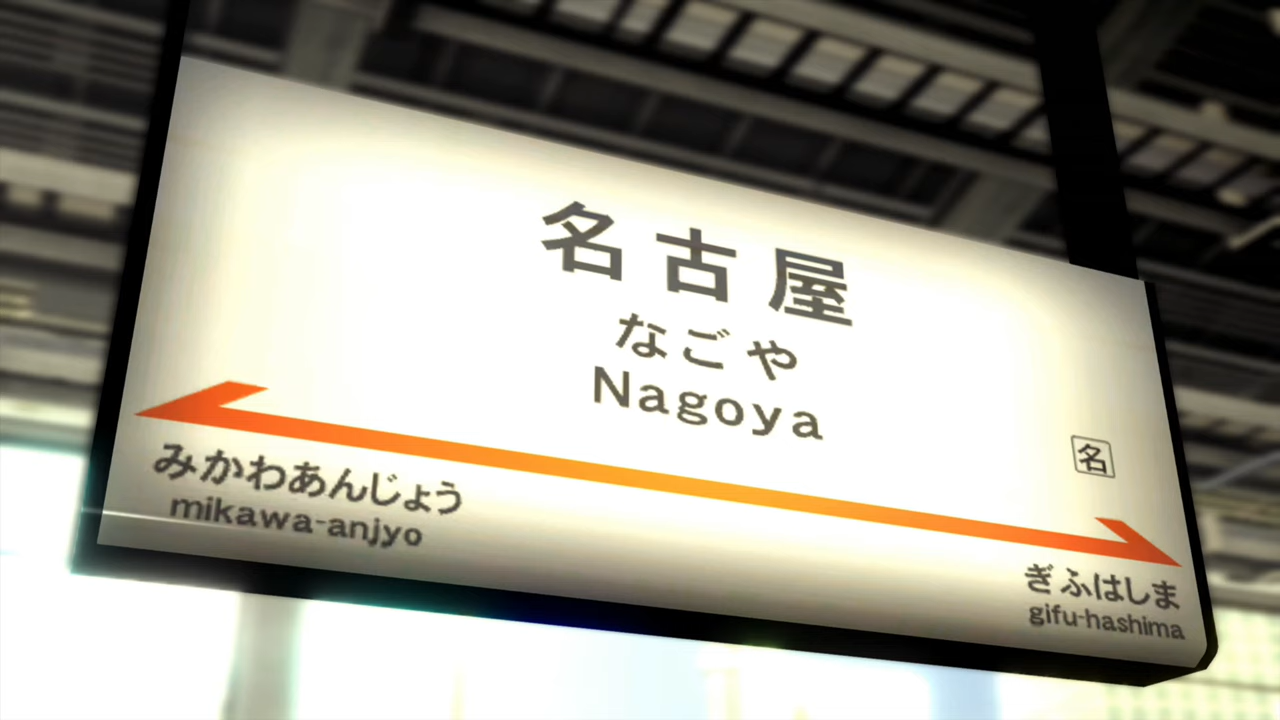 名古屋
なごや
Nagoya
名
みかわあんじょう
mikawa-anjyo
ぎふはしま
gifu-hashima